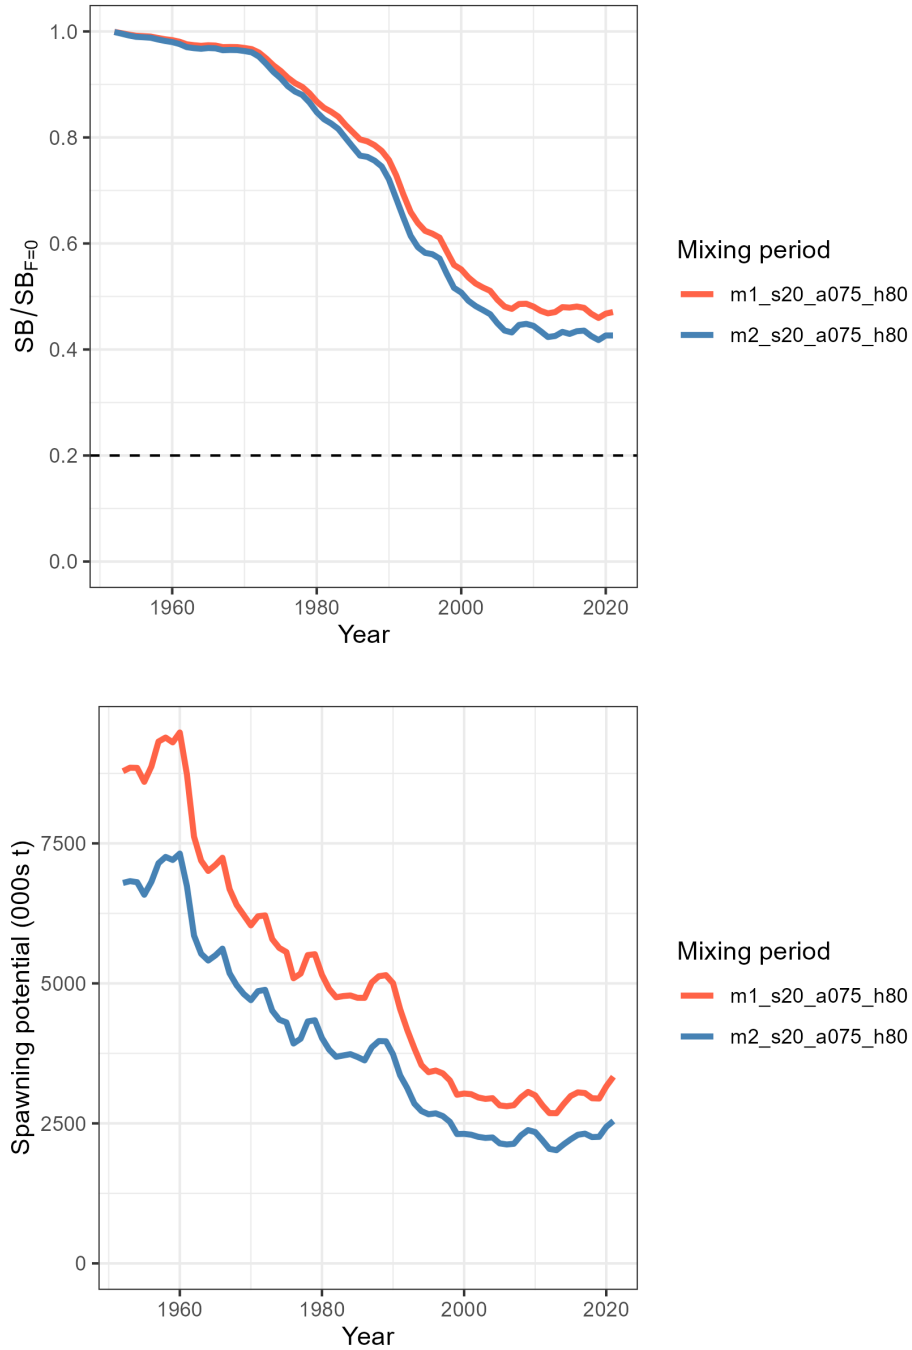 1.0
0.8
0.6
0.4
0.2
0.0
SB/SB_F=0
1960 1980 2000 2020
Year
Mixing period
m1_s20_a075_h80
m2_s20_a075_h80
7500
5000
2500
0
Spawning potential (000s t)
1960 1980 2000 2020
Year
Mixing period
m1_s20_a075_h80
m2_s20_a075_h80